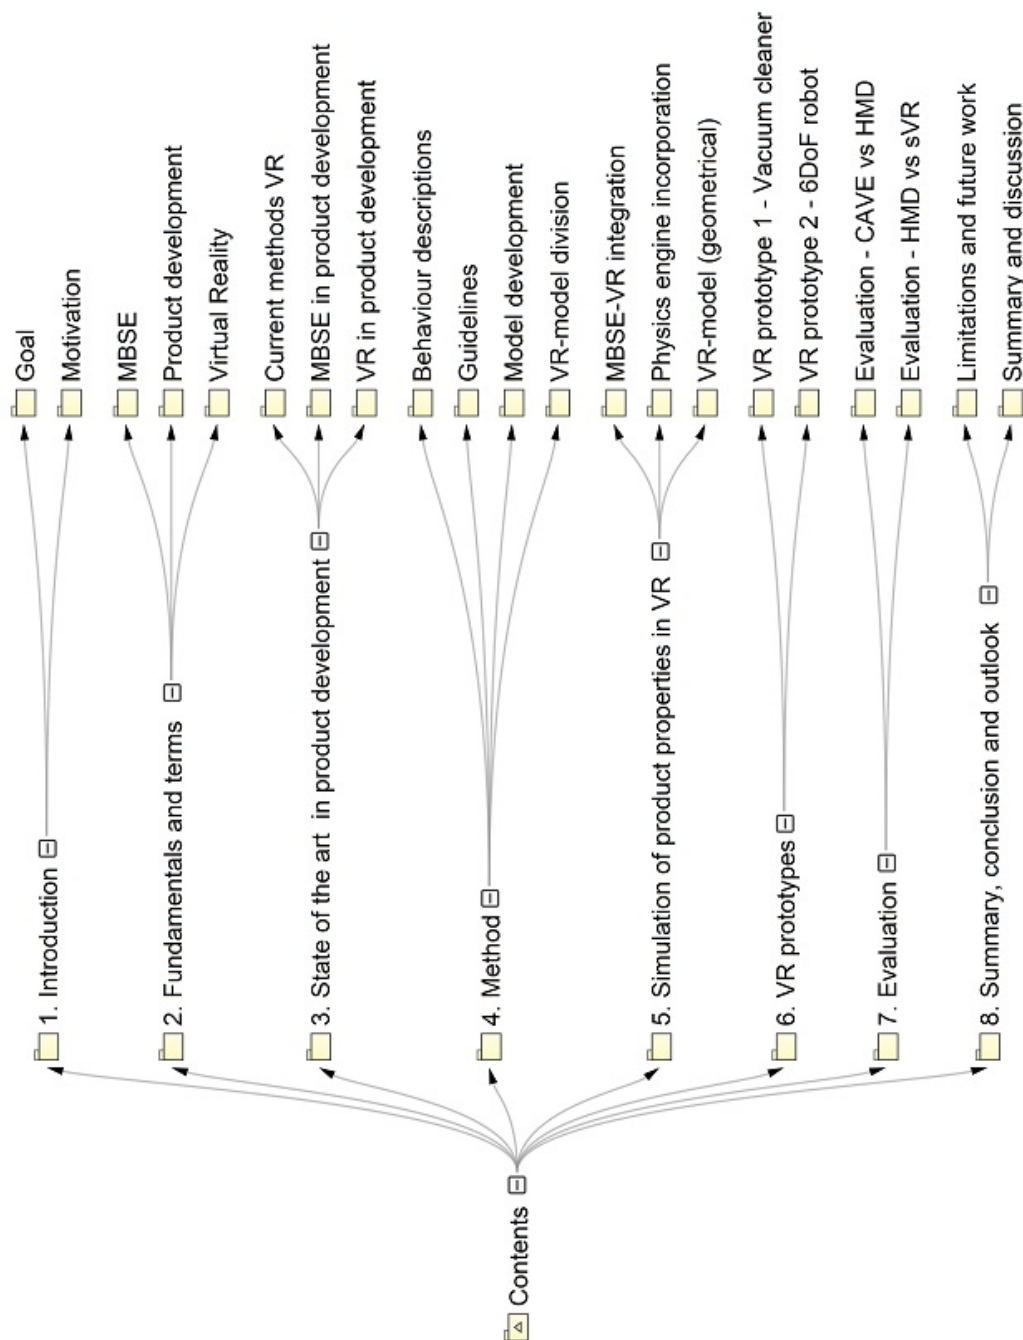 Contents
1. Introduction
Goal
Motivation
2. Fundamentals and terms
MBSE
Product development
Virtual Reality
3. State of the art  in product development
Current methods VR
MBSE in product development
VR in product development
4. Method
Behaviour descriptions
Guidelines
Model development
VR-model division
5. Simulation of product properties in VR
MBSE-VR integration
Physics engine incorporation
VR-model (geometrical)
6. VR prototypes
VR prototype 1 - Vacuum cleaner
VR prototype 2 - 6DoF robot
7. Evaluation
Evaluation - CAVE vs HMD
Evaluation - HMD vs sVR
8. Summary, conclusion and outlook
Limitations and future work
Summary and discussion